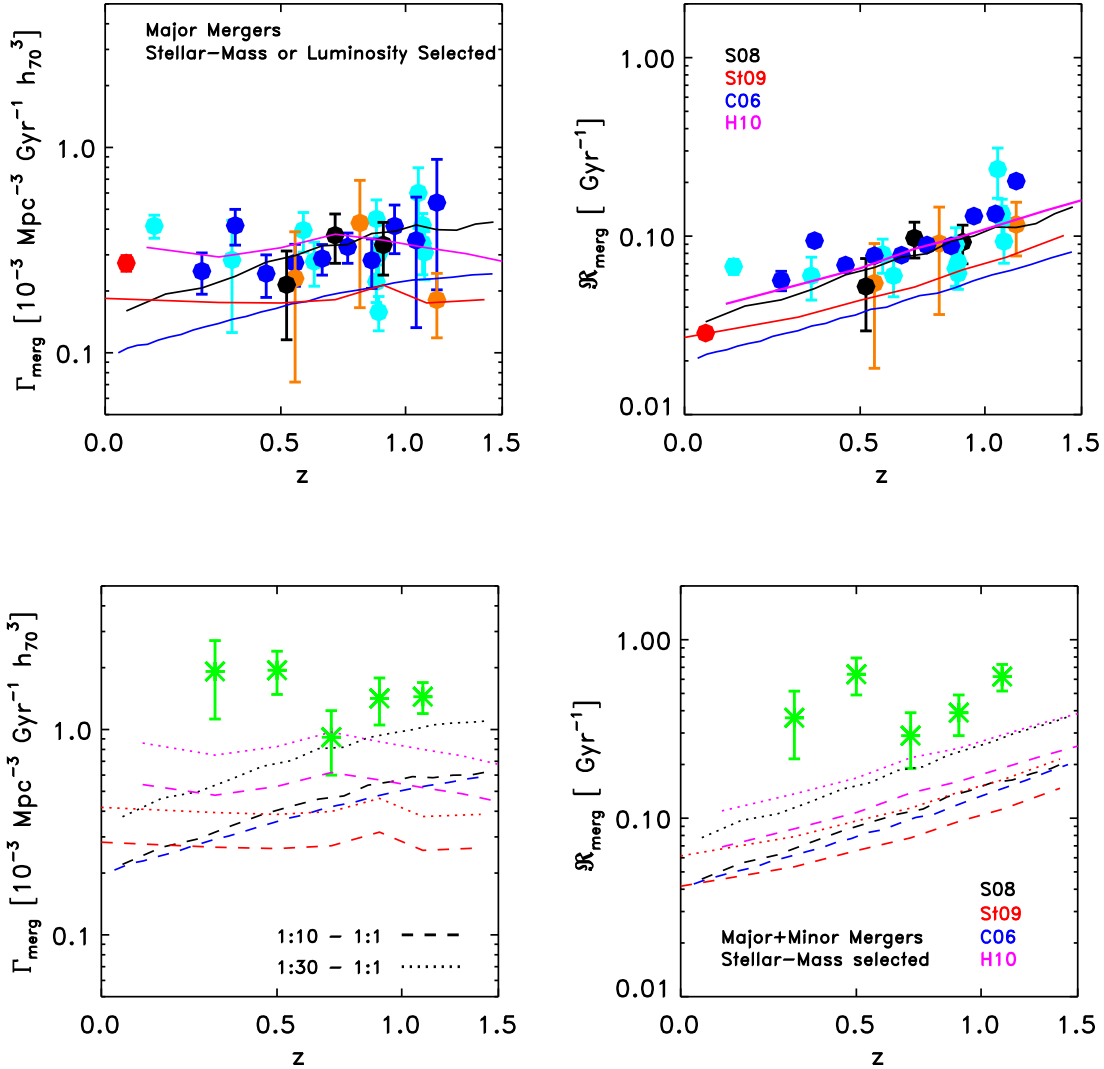 Major Mergers
Stellar-Mass or Luminosity Selected
Γmerg [10⁻³ Mpc⁻³ Gyr⁻¹ h₇₀³]
1.0
0.1
0.0 0.5 1.0 1.5
z
S08
St09
C06
H10
ℜmerg [ Gyr⁻¹]
1.00
0.10
0.01
0.0 0.5 1.0 1.5
z
Γmerg [10⁻³ Mpc⁻³ Gyr⁻¹ h₇₀³]
1.0
0.1
1:10 - 1:1
1:30 - 1:1
0.0 0.5 1.0 1.5
z
ℜmerg [ Gyr⁻¹]
1.00
0.10
0.01
S08
St09
C06
H10
Major+Minor Mergers
Stellar-Mass selected
0.0 0.5 1.0 1.5
z